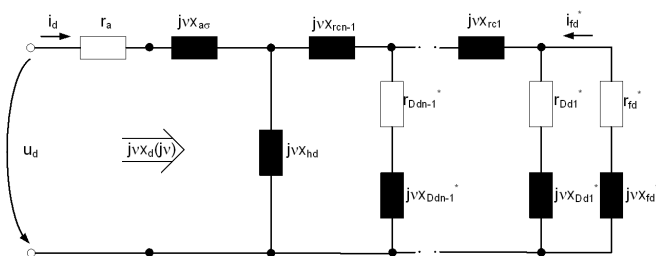 i_d r_a jνx_aσ jνx_rcn-1 jνx_rc1 i_fd*
r_Ddn-1* r_Dd1* r_fd*
u_d jνx_d(jν) jνx_hd
jνx_Ddn-1* jνx_Dd1* jνx_fd*